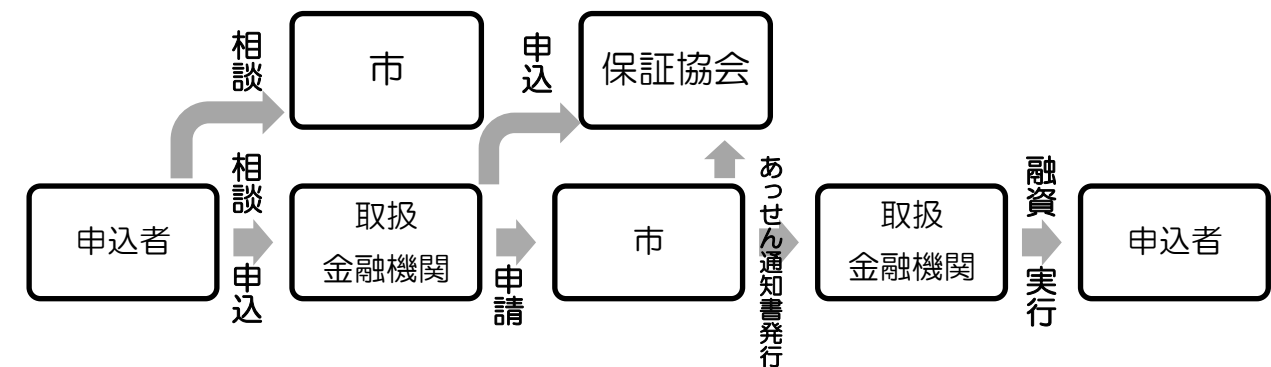 相談
市
申込
保証協会
申込者
相談
申込
取扱
金融機関
申請
市
あっせん通知書発行
取扱
金融機関
融資
実行
申込者